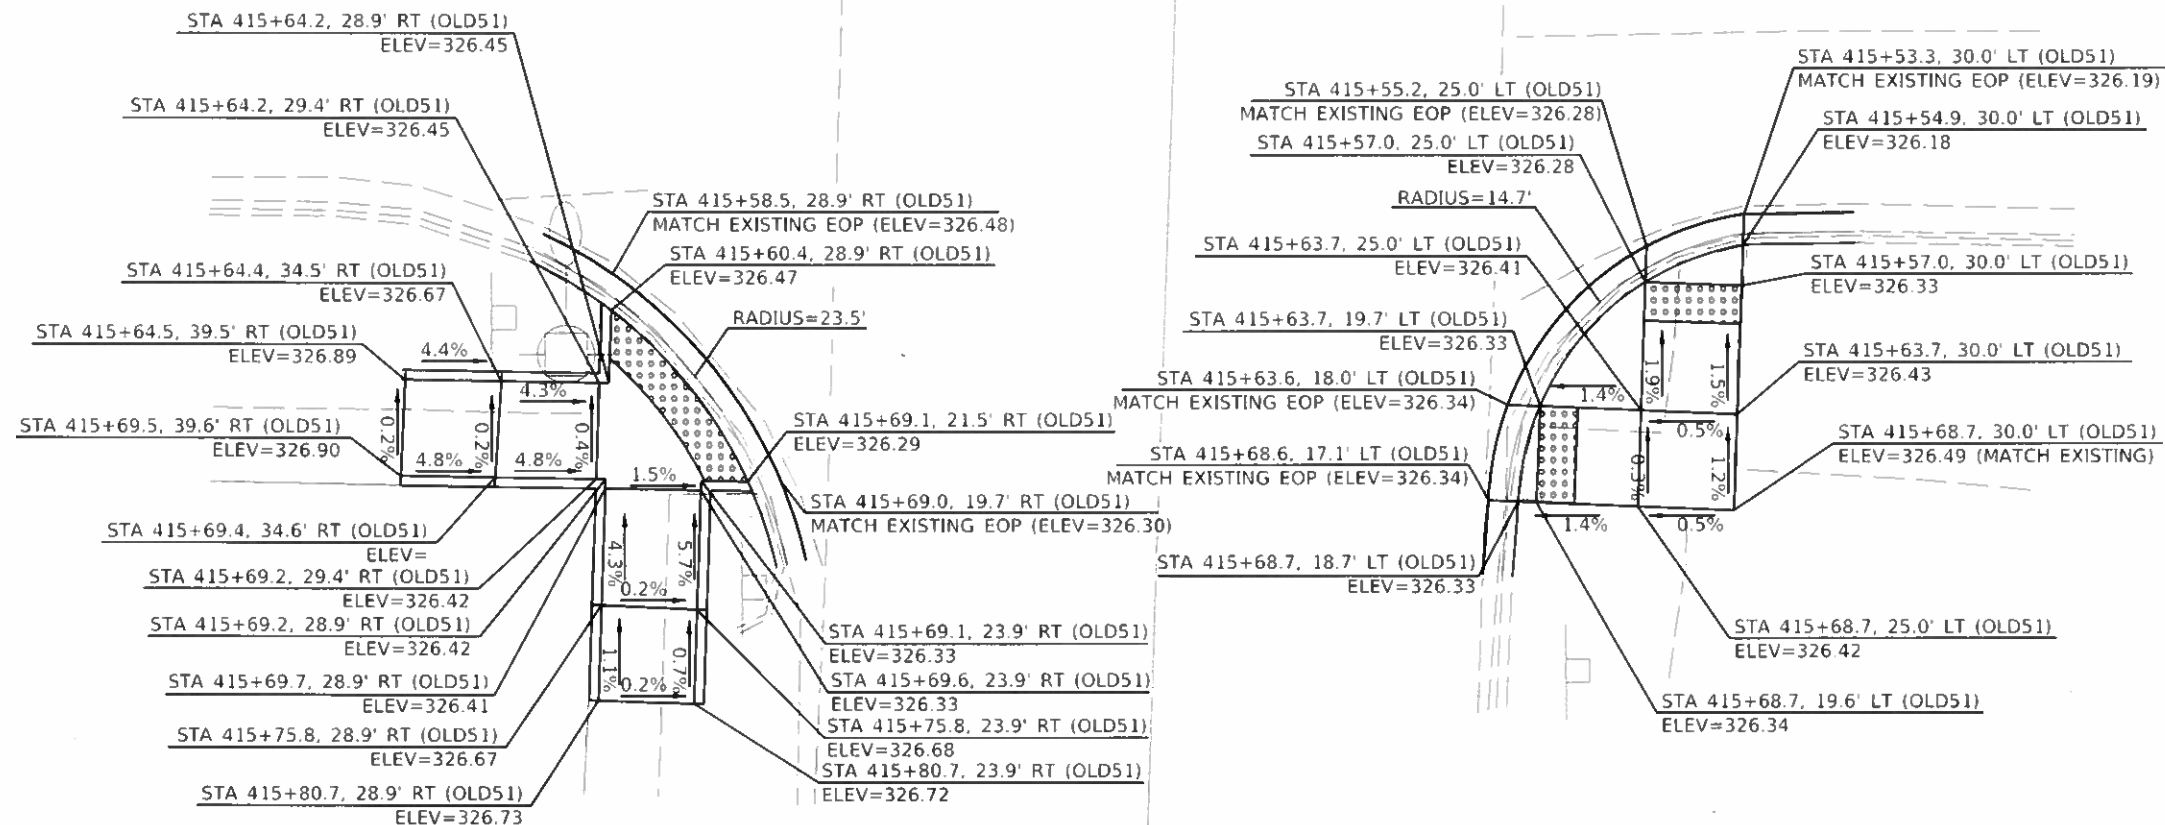 STA 415+64.2, 28.9' RT (OLD51)
ELEV=326.45
STA 415+64.2, 29.4' RT (OLD51)
ELEV=326.45
STA 415+58.5, 28.9' RT (OLD51)
MATCH EXISTING EOP (ELEV=326.48)
STA 415+60.4, 28.9' RT (OLD51)
ELEV=326.47
STA 415+64.4, 34.5' RT (OLD51)
ELEV=326.67
RADIUS=23.5'
STA 415+64.5, 39.5' RT (OLD51)
ELEV=326.89
4.4%
4.3%
0.2%
0.2%
0.4%
STA 415+69.5, 39.6' RT (OLD51)
ELEV=326.90
4.8%
4.8%
1.5%
STA 415+69.1, 21.5' RT (OLD51)
ELEV=326.29
STA 415+69.0, 19.7' RT (OLD51)
MATCH EXISTING EOP (ELEV=326.30)
STA 415+69.4, 34.6' RT (OLD51)
ELEV=
4.3%
5.7%
STA 415+69.2, 29.4' RT (OLD51)
ELEV=326.42
0.2%
STA 415+69.2, 28.9' RT (OLD51)
ELEV=326.42
STA 415+69.1, 23.9' RT (OLD51)
ELEV=326.33
1.1%
0.7%
STA 415+69.7, 28.9' RT (OLD51)
ELEV=326.41
0.2%
STA 415+69.6, 23.9' RT (OLD51)
ELEV=326.33
STA 415+75.8, 28.9' RT (OLD51)
ELEV=326.67
STA 415+75.8, 23.9' RT (OLD51)
ELEV=326.68
STA 415+80.7, 23.9' RT (OLD51)
ELEV=326.72
STA 415+80.7, 28.9' RT (OLD51)
ELEV=326.73
STA 415+53.3, 30.0' LT (OLD51)
MATCH EXISTING EOP (ELEV=326.19)
STA 415+55.2, 25.0' LT (OLD51)
MATCH EXISTING EOP (ELEV=326.28)
STA 415+54.9, 30.0' LT (OLD51)
ELEV=326.18
STA 415+57.0, 25.0' LT (OLD51)
ELEV=326.28
RADIUS=14.7'
STA 415+63.7, 25.0' LT (OLD51)
ELEV=326.41
STA 415+57.0, 30.0' LT (OLD51)
ELEV=326.33
STA 415+63.7, 19.7' LT (OLD51)
ELEV=326.33
STA 415+63.7, 30.0' LT (OLD51)
ELEV=326.43
1.9%
1.5%
STA 415+63.6, 18.0' LT (OLD51)
MATCH EXISTING EOP (ELEV=326.34)
1.4%
0.5%
STA 415+68.7, 30.0' LT (OLD51)
ELEV=326.49 (MATCH EXISTING)
STA 415+68.6, 17.1' LT (OLD51)
MATCH EXISTING EOP (ELEV=326.34)
0.3%
1.2%
1.4%
0.5%
STA 415+68.7, 18.7' LT (OLD51)
ELEV=326.33
STA 415+68.7, 25.0' LT (OLD51)
ELEV=326.42
STA 415+68.7, 19.6' LT (OLD51)
ELEV=326.34